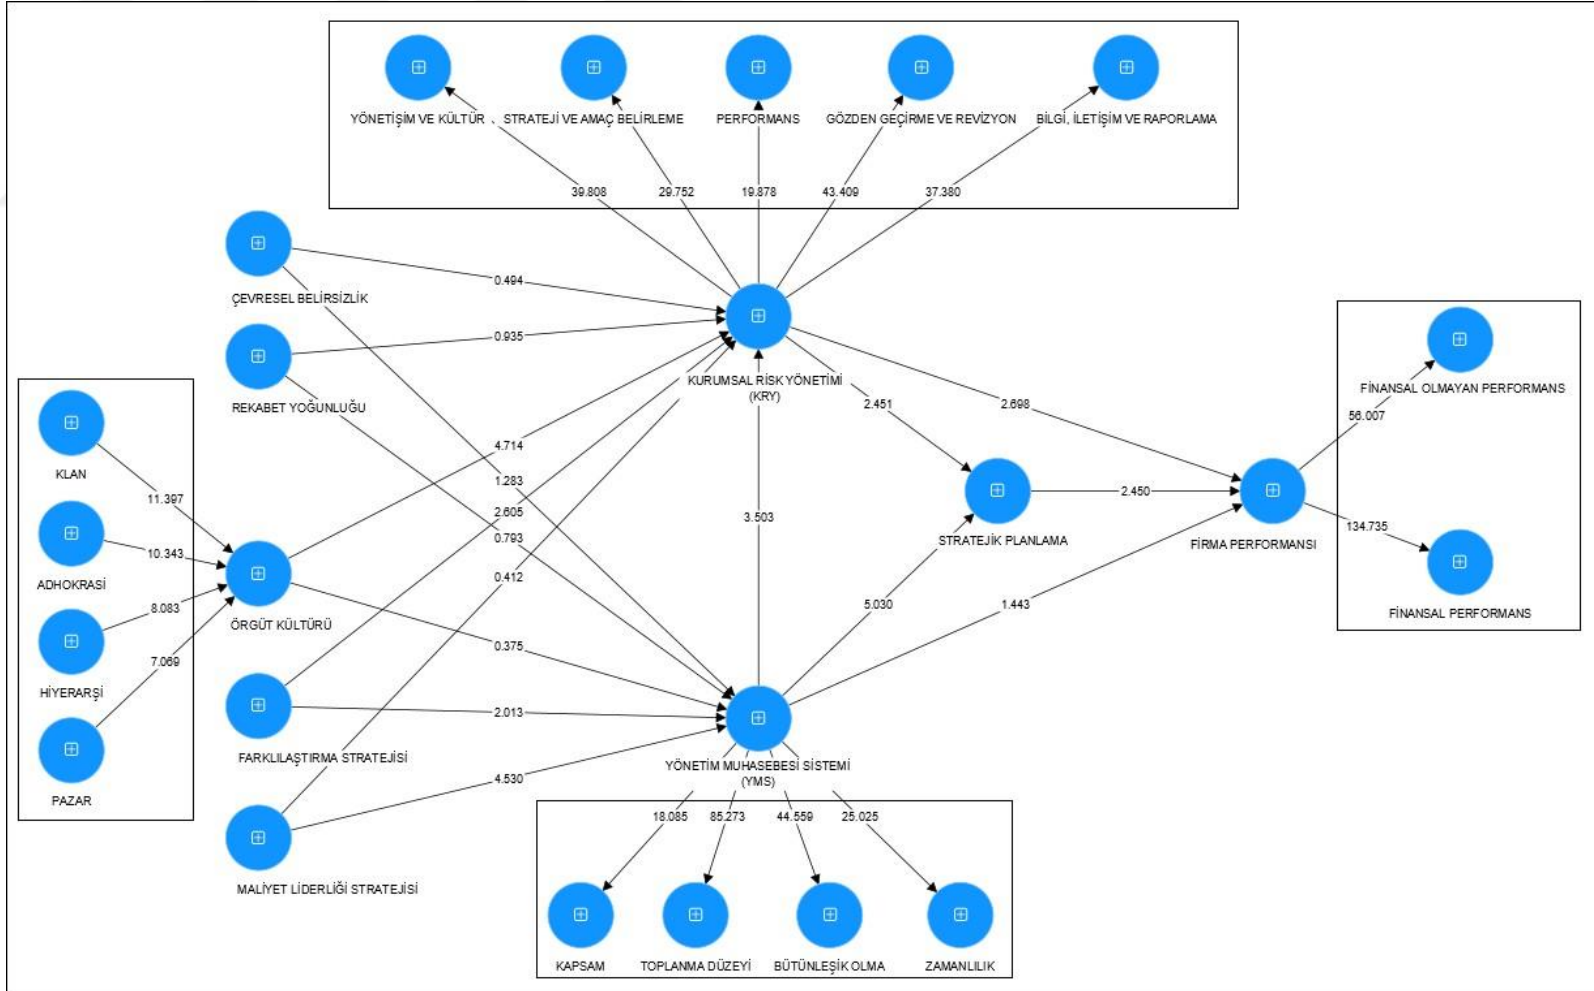 YÖNETİŞİM VE KÜLTÜR
STRATEJİ VE AMAÇ BELİRLEME
PERFORMANS
GÖZDEN GEÇİRME VE REVİZYON
BİLGİ, İLETİŞİM VE RAPORLAMA
39.808
29.752
19.878
43.409
37.380
ÇEVRESEL BELİRSİZLİK
0.494
REKABET YOĞUNLUĞU
0.935
KURUMSAL RİSK YÖNETİMİ
(KRY)
2.451
2.698
FİNANSAL OLMAYAN PERFORMANS
56.007
KLAN
11.397
4.714
1.283
2.605
0.793
0.412
3.503
2.450
STRATEJİK PLANLAMA
FİRMA PERFORMANSI
134.735
ADHOKRASİ
10.343
ÖRGÜT KÜLTÜRÜ
FİNANSAL PERFORMANS
HİYERARŞİ
8.083
7.069
0.375
5.030
1.443
PAZAR
FARKLILAŞTIRMA STRATEJİSİ
2.013
4.530
YÖNETİM MUHASEBESİ SİSTEMİ
(YMS)
MALİYET LİDERLİĞİ STRATEJİSİ
18.085
85.273
44.559
25.025
KAPSAM
TOPLANMA DÜZEYİ
BÜTÜNLEŞİK OLMA
ZAMANLILIK